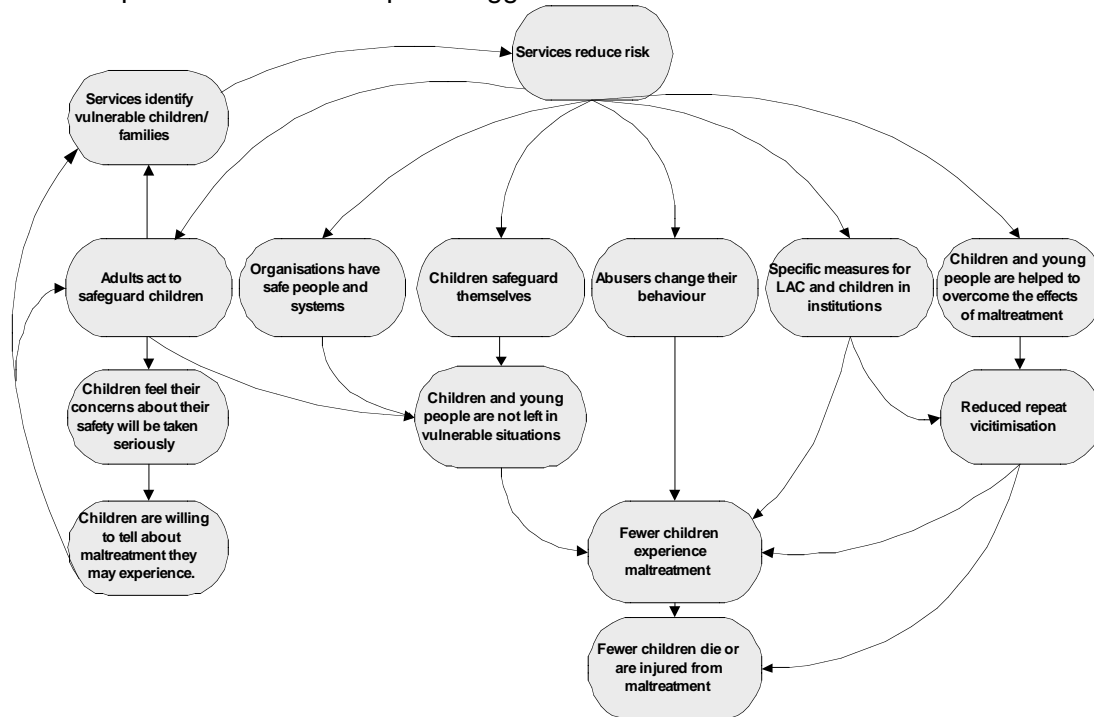 Services reduce risk
Services identify
vulnerable children/
families
Adults act to
safeguard children
Organisations have
safe people and
systems
Children safeguard
themselves
Abusers change their
behaviour
Specific measures for
LAC and children in
institutions
Children and young
people are helped to
overcome the effects
of maltreatment
Children feel their
concerns about their
safety will be taken
seriously
Children and young
people are not left in
vulnerable situations
Reduced repeat
vicitimisation
Children are willing
to tell about
maltreatment they
may experience.
Fewer children
experience
maltreatment
Fewer children die or
are injured from
maltreatment